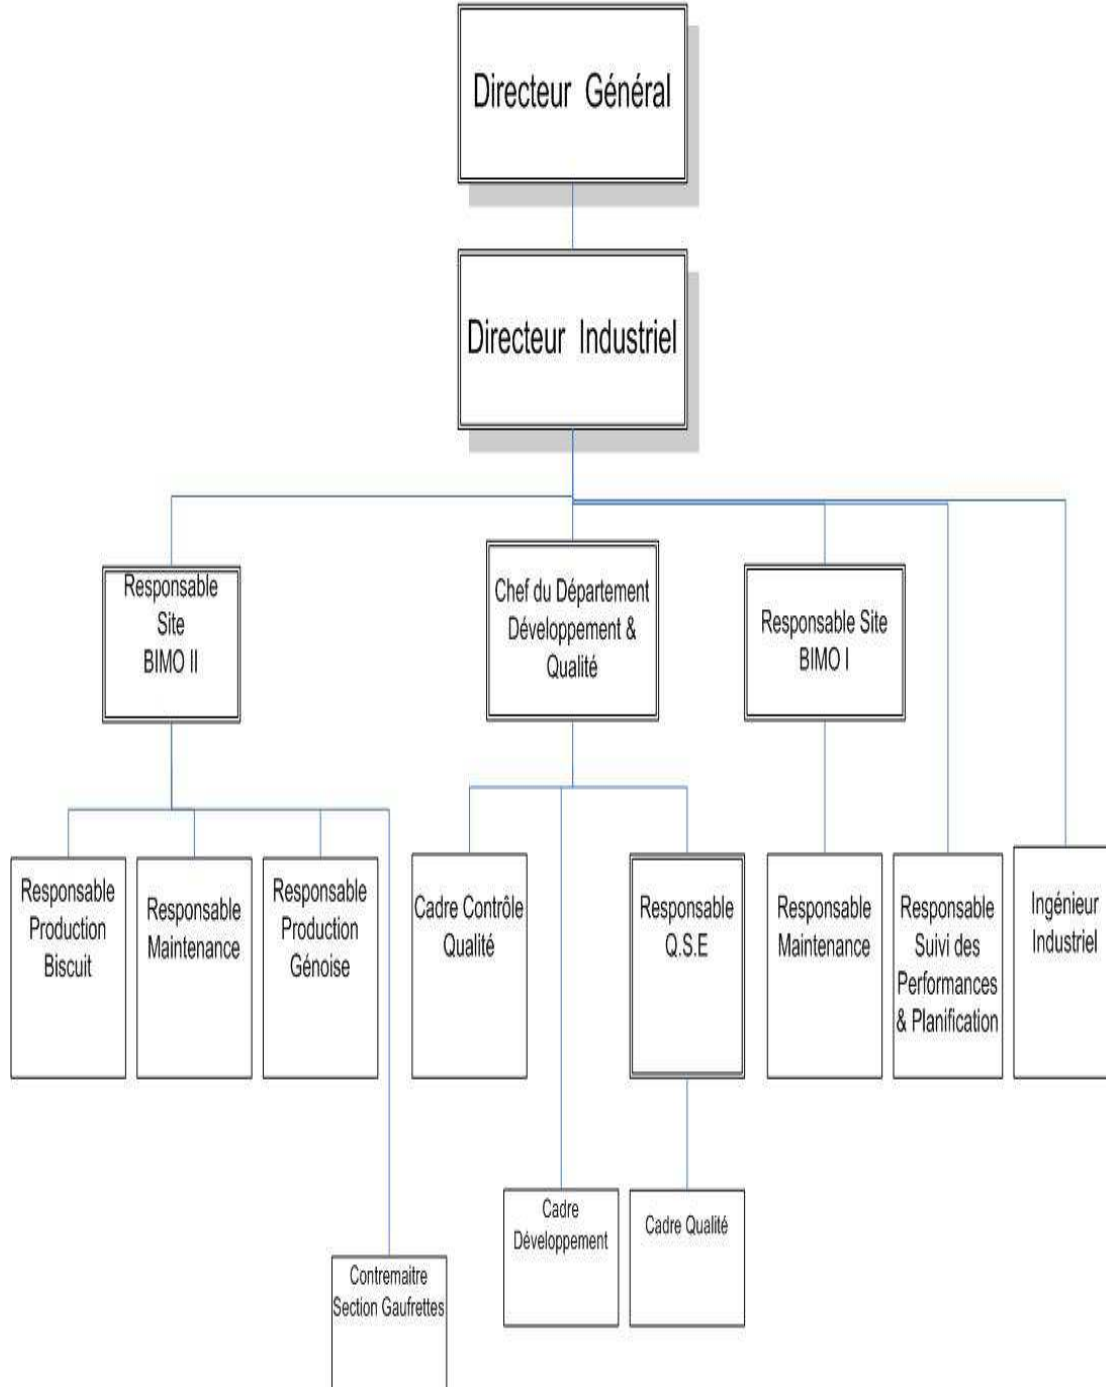 Directeur Général
Directeur Industriel
Responsable
Site
BIMO II
Chef du Département
Développement &
Qualité
Responsable Site
BIMO I
Responsable
Production
Biscuit
Responsable
Maintenance
Responsable
Production
Génoise
Cadre Contrôle
Qualité
Responsable
Q.S.E
Responsable
Maintenance
Responsable
Suivi des
Performances
& Planification
Ingénieur
Industriel
Cadre
Développement
Cadre Qualité
Contremaitre
Section Gaufrettes